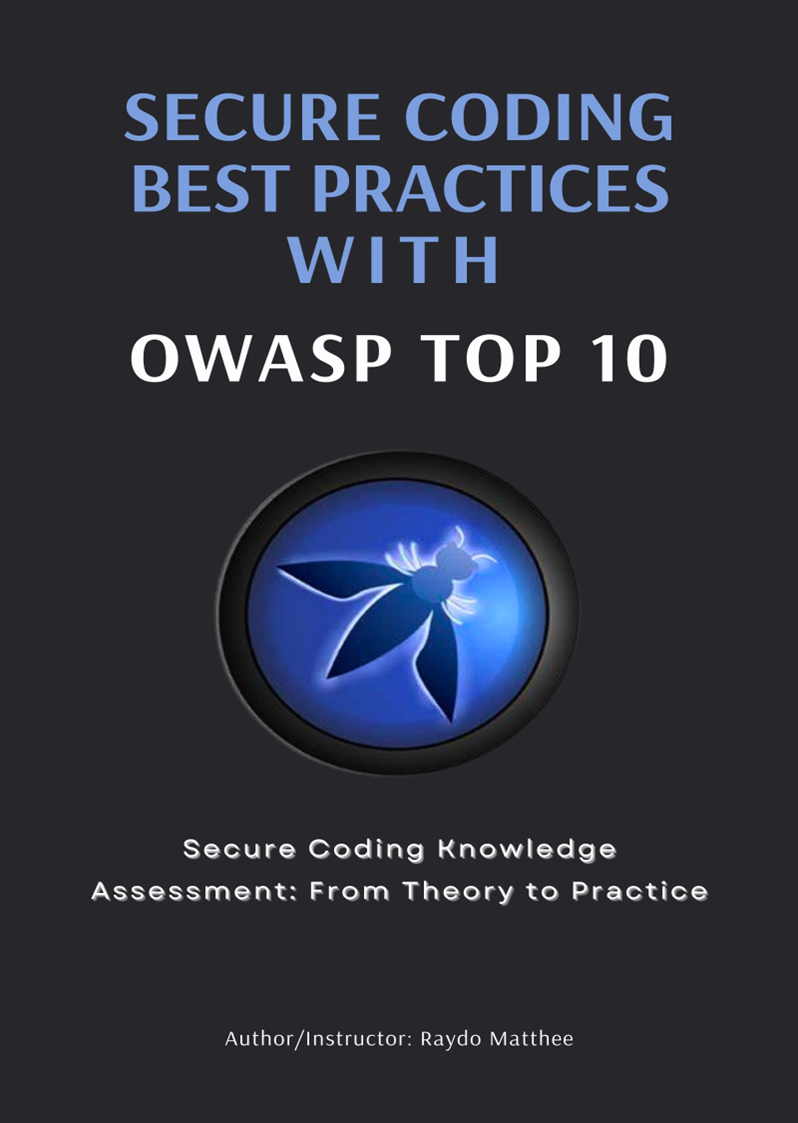 SECURE CODING
BEST PRACTICES
WITH
OWASP TOP 10
Secure Coding Knowledge
Assessment: From Theory to Practice
Author/Instructor: Raydo Matthee